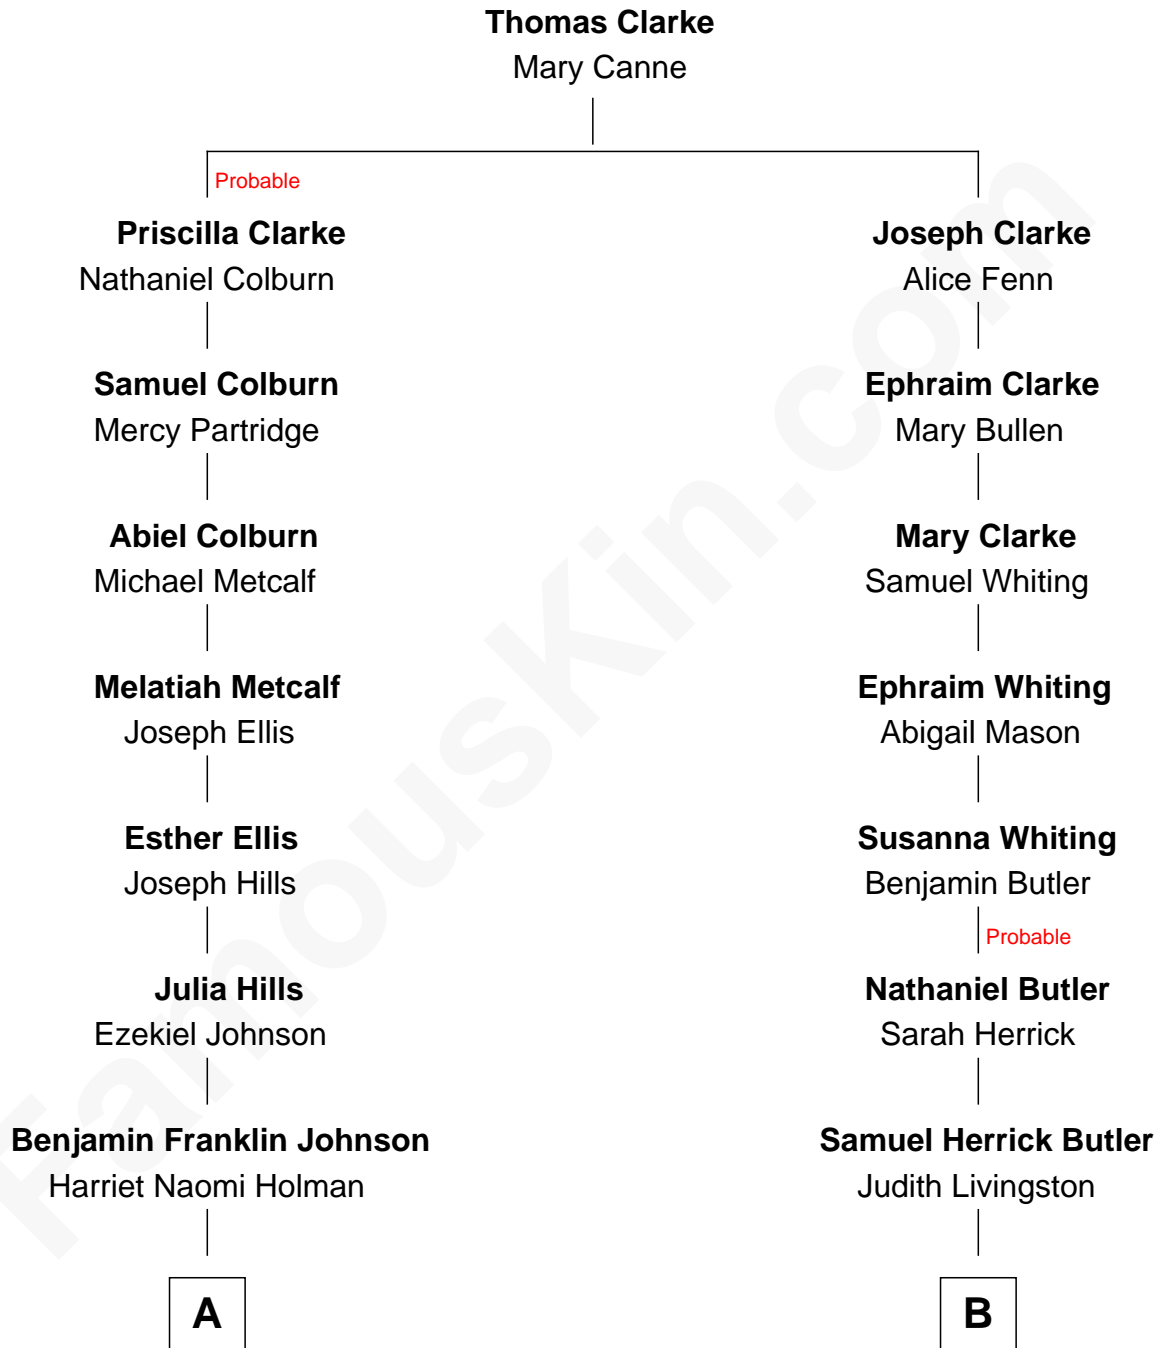 Thomas Clarke
Mary Canne
Probable
Priscilla Clarke
Nathaniel Colburn
Joseph Clarke
Alice Fenn
Samuel Colburn
Mercy Partridge
Ephraim Clarke
Mary Bullen
Abiel Colburn
Michael Metcalf
Mary Clarke
Samuel Whiting
Melatiah Metcalf
Joseph Ellis
Ephraim Whiting
Abigail Mason
Esther Ellis
Joseph Hills
Susanna Whiting
Benjamin Butler
Probable
Julia Hills
Ezekiel Johnson
Nathaniel Butler
Sarah Herrick
Benjamin Franklin Johnson
Harriet Naomi Holman
Samuel Herrick Butler
Judith Livingston
A
B
FamousKin.com